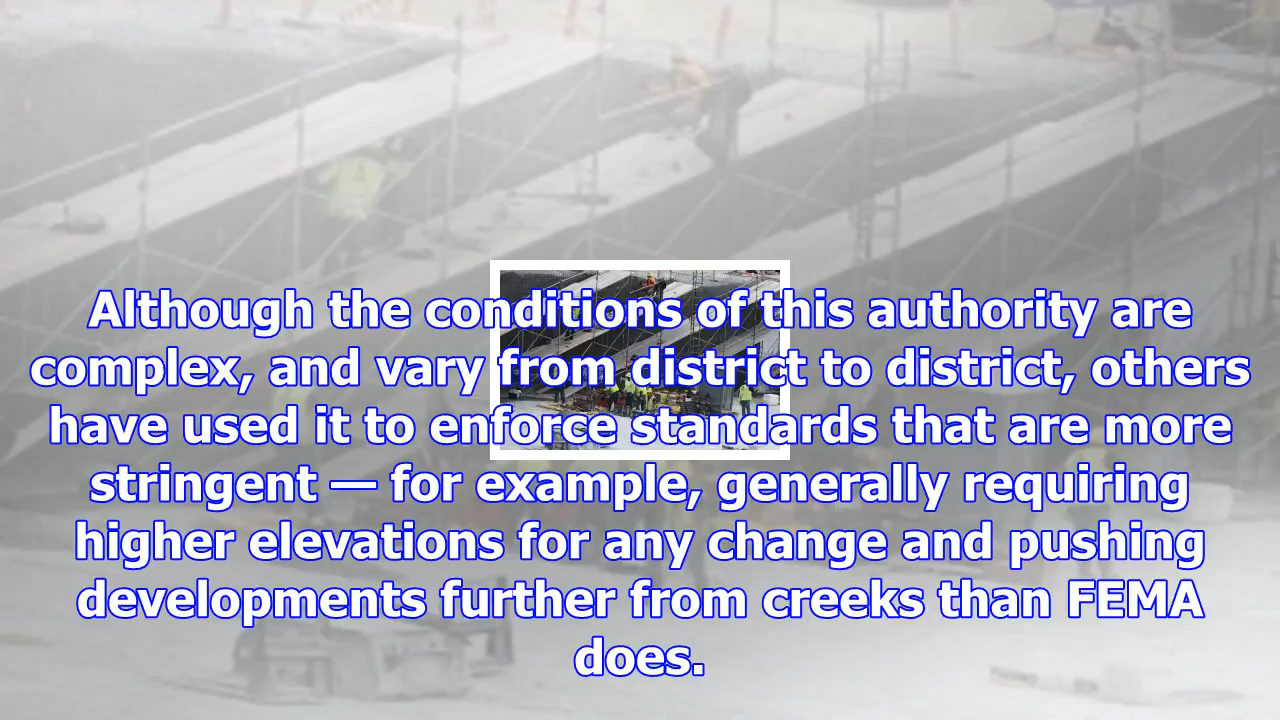 Although the conditions of this authority are
complex, and vary from district to district, others
have used it to enforce standards that are more
stringent — for example, generally requiring
higher elevations for any change and pushing
developments further from creeks than FEMA
does.